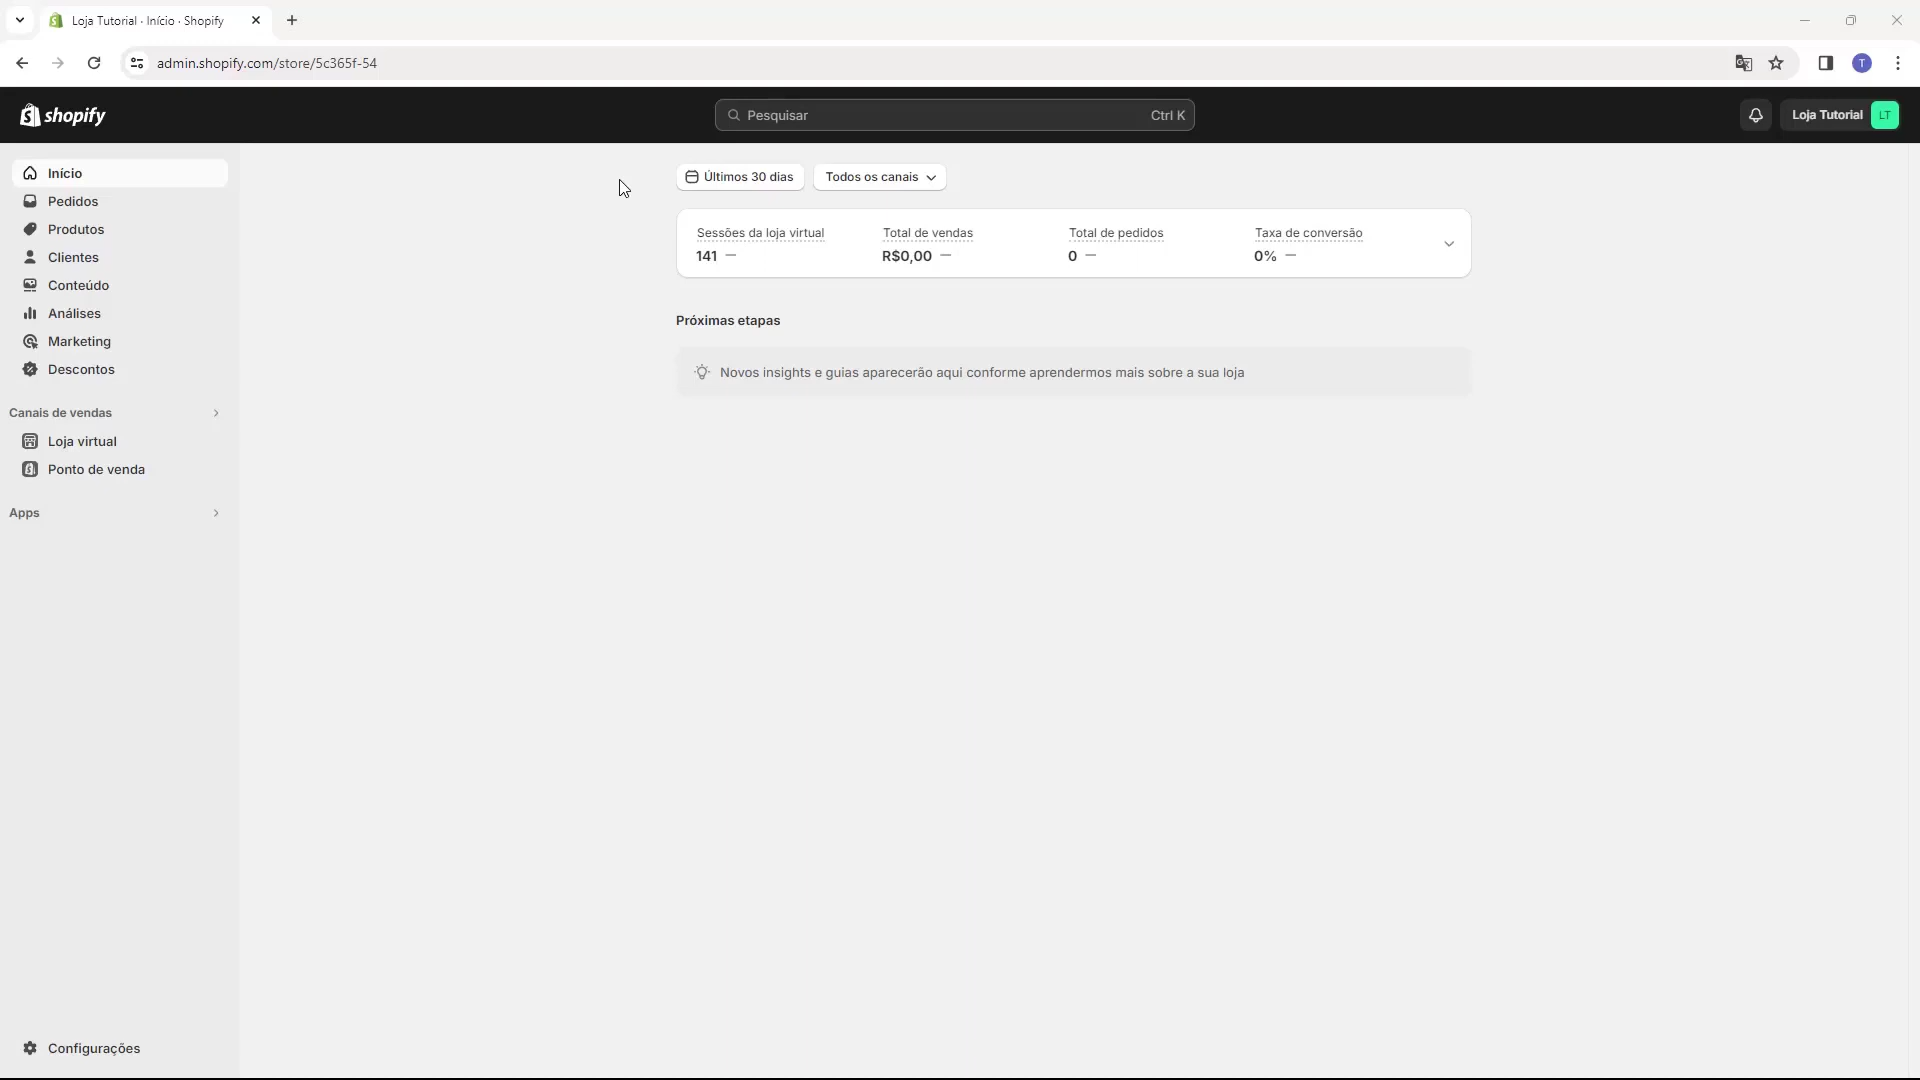 Loja Tutorial · Início · Shopify
admin.shopify.com/store/5c365f-54
T
shopify
Pesquisar
Ctrl K
Loja Tutorial
LT
Início
Pedidos
Produtos
Clientes
Conteúdo
Análises
Marketing
Descontos
Canais de vendas
Loja virtual
Ponto de venda
Apps
Configurações
Últimos 30 dias
Todos os canais
Sessões da loja virtual
141 —
Total de vendas
R$0,00 —
Total de pedidos
0 —
Taxa de conversão
0% —
Próximas etapas
Novos insights e guias aparecerão aqui conforme aprendermos mais sobre a sua loja